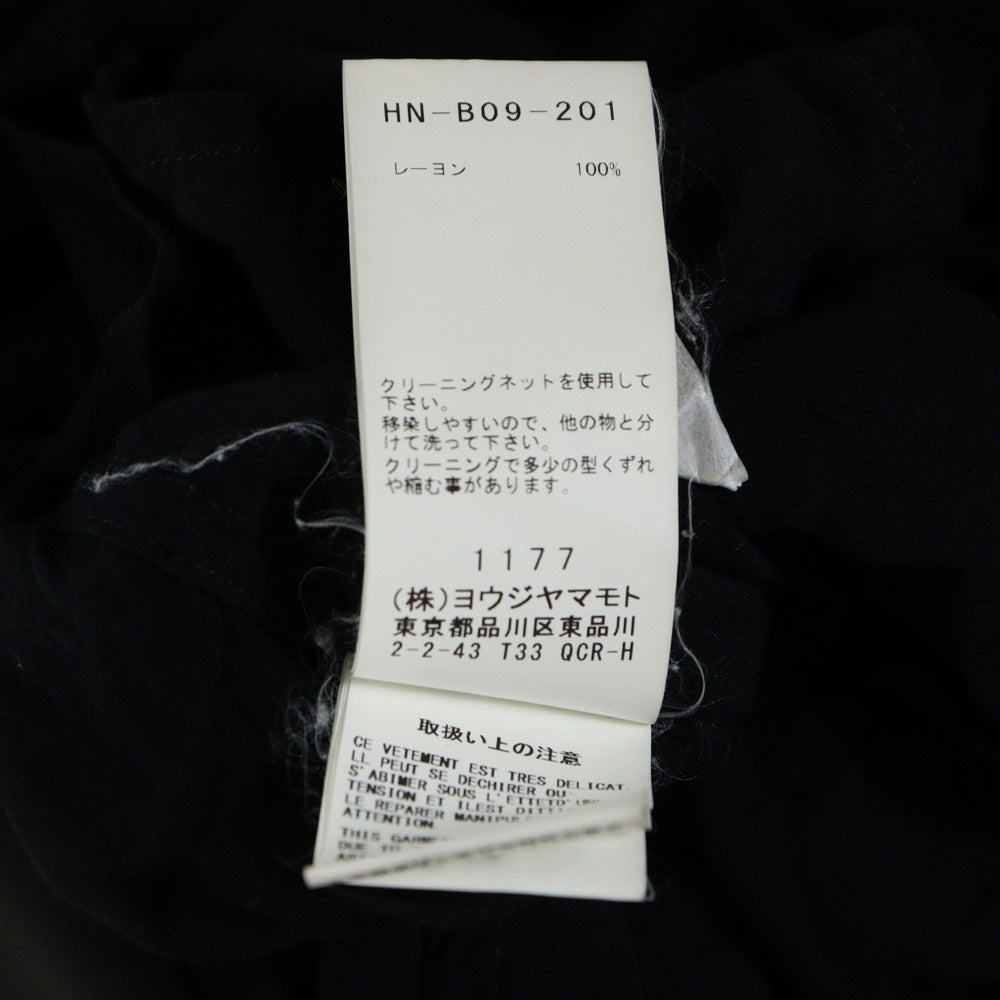 HN-B09-201
レーヨン 100%
クリーニングネットを使用して
下さい。
移染しやすいので、他の物と分
けて洗って下さい。
クリーニングで多少の型くずれ
や縮む事があります。
1177
(株)ヨウジヤマモト
東京都品川区東品川
2-2-43 T33 QCR-H
取扱い上の注意
CE VETEMENT EST TRES DELICAT.
LL PEUT SE DECHIRER OU
S'ABIMER SOUS L'ETTETD'UNE
TENSION ET ILEST
LE REPARER
ATTENTION.
THIS
DUE